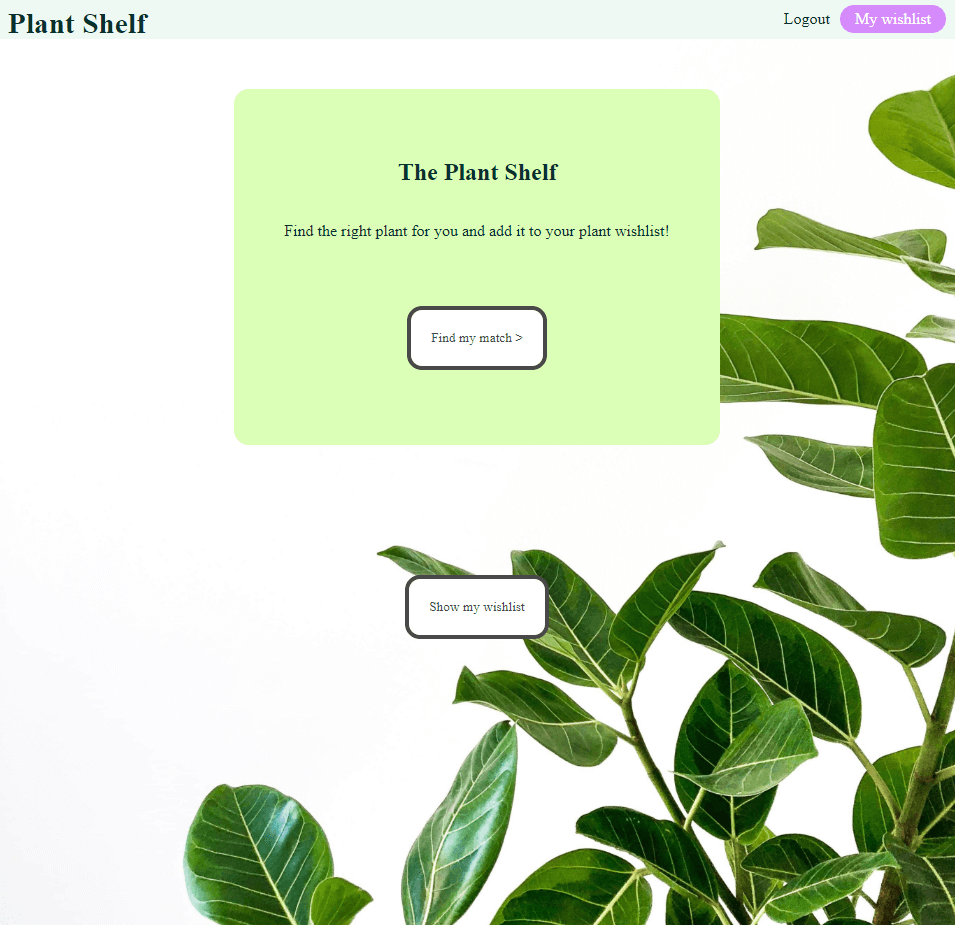 Plant Shelf
Logout
My wishlist
The Plant Shelf
Find the right plant for you and add it to your plant wishlist!
Find my match >
Show my wishlist